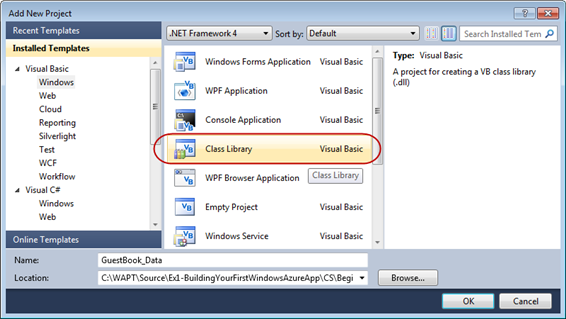 Add New Project
Recent Templates
Installed Templates
Visual Basic
Windows
Web
Cloud
Reporting
Silverlight
Test
WCF
Workflow
Visual C#
Windows
Web
Online Templates
.NET Framework 4 Sort by: Default
Search Installed Tem
Windows Forms Application Visual Basic
WPF Application Visual Basic
Console Application Visual Basic
Class Library Visual Basic
WPF Browser Application
Class Library
Empty Project Visual Basic
Windows Service Visual Basic
Type: Visual Basic
A project for creating a VB class library
(.dll)
Name: GuestBook_Data
Location: C:\WAPT\Source\Ex1-BuildingYourFirstWindowsAzureApp\CS\Begi
Browse...
OK Cancel